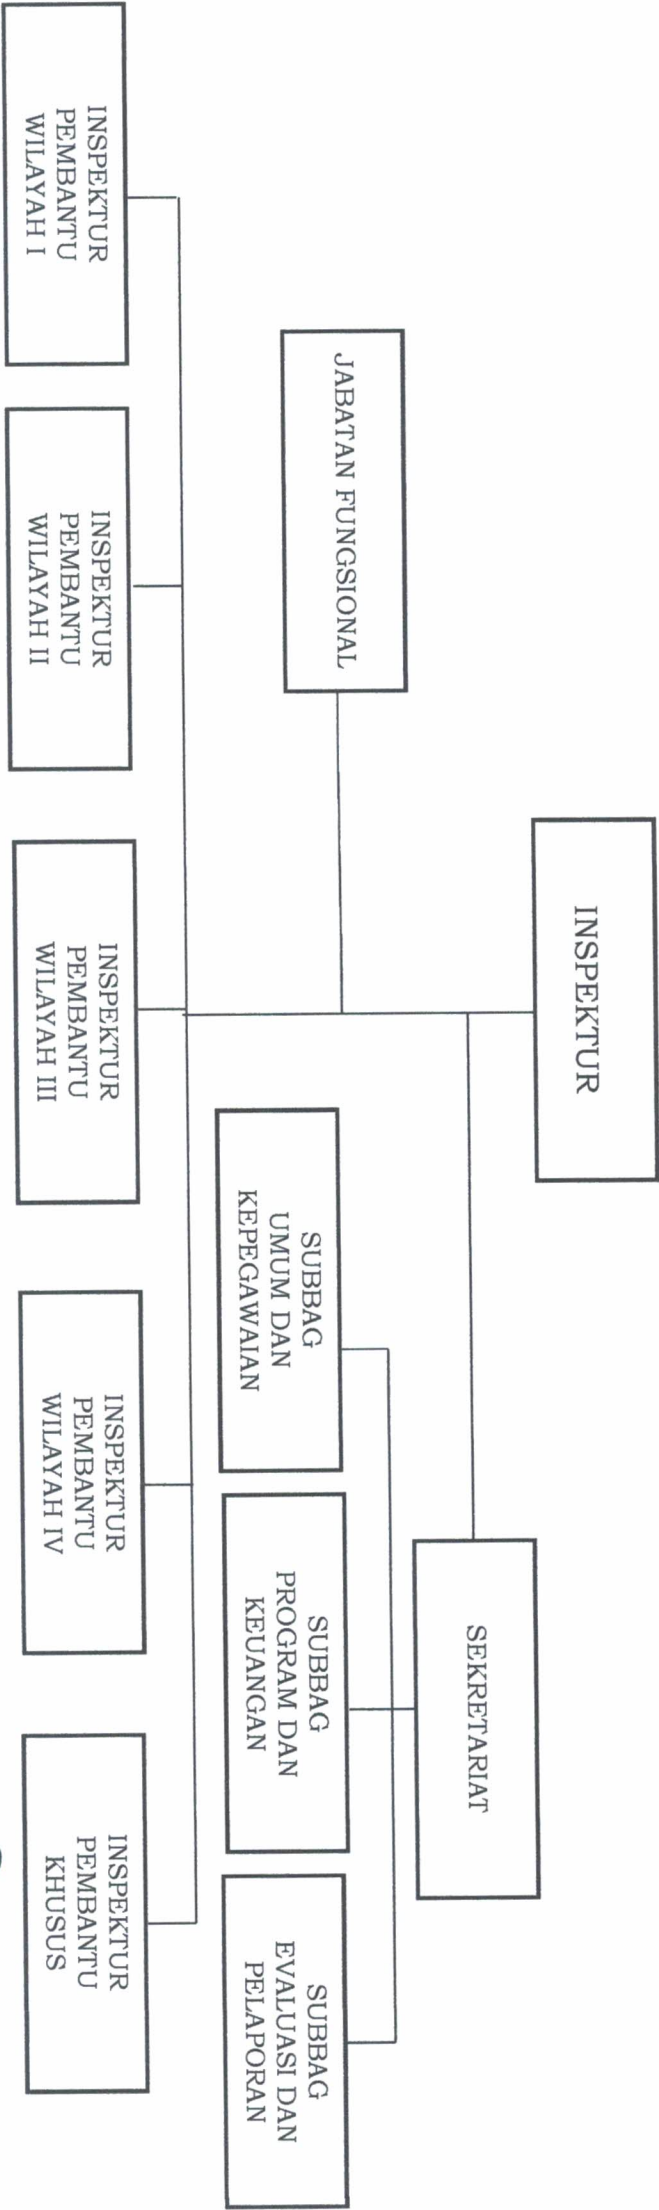 INSPEKTUR
SEKRETARIAT
JABATAN FUNGSIONAL
SUBBAG
UMUM DAN
KEPEGAWAIAN
SUBBAG
PROGRAM DAN
KEUANGAN
SUBBAG
EVALUASI DAN
PELAPORAN
INSPEKTUR
PEMBANTU
WILAYAH I
INSPEKTUR
PEMBANTU
WILAYAH II
INSPEKTUR
PEMBANTU
WILAYAH III
INSPEKTUR
PEMBANTU
WILAYAH IV
INSPEKTUR
PEMBANTU
KHUSUS